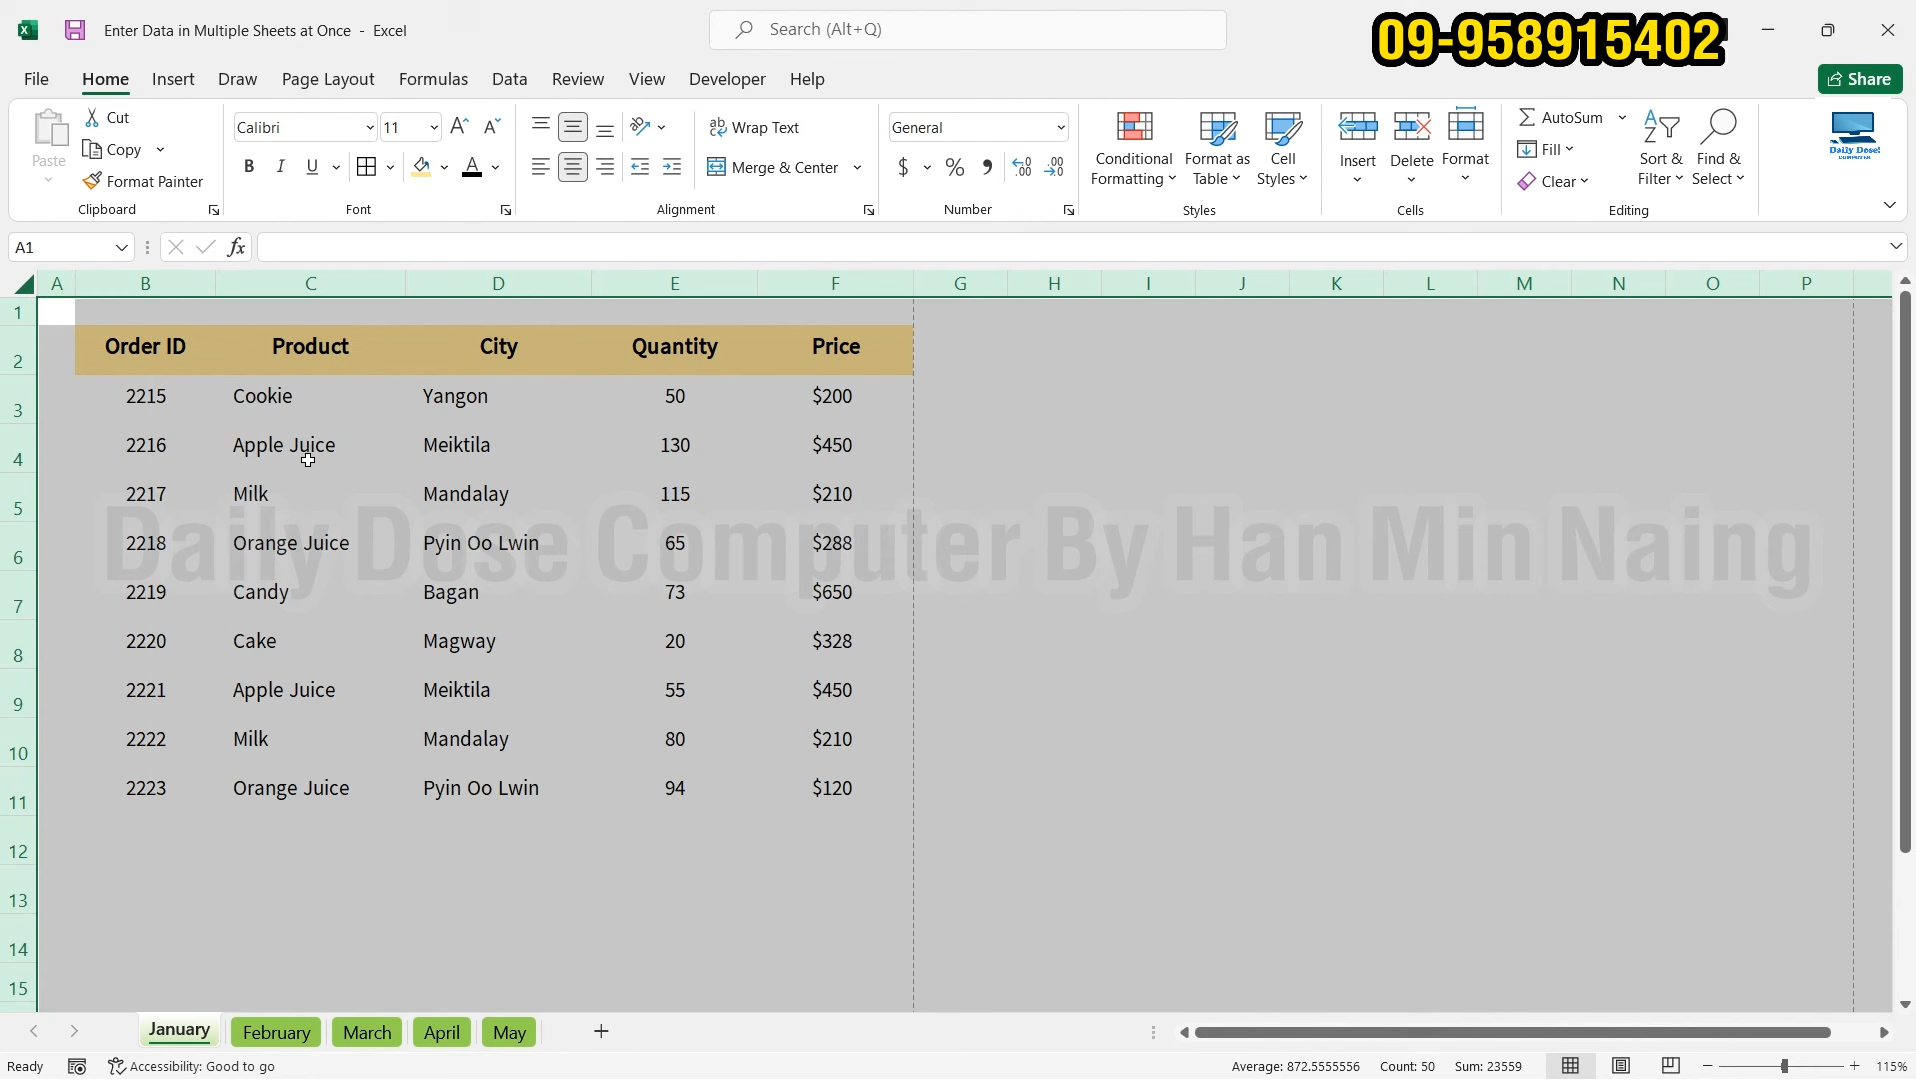 Enter Data in Multiple Sheets at Once - Excel
Search (Alt+Q)
09-958915402
File Home Insert Draw Page Layout Formulas Data Review View Developer Help
Share
Paste
Cut
Copy
Format Painter
Clipboard
Calibri 11
B I U A
Font
Wrap Text
Merge & Center
Alignment
General
$ % ,
Number
Conditional Formatting
Format as Table
Cell Styles
Styles
Insert Delete Format
Cells
AutoSum
Fill
Clear
Sort & Filter
Find & Select
Editing
Daily Dose!
COMPUTER
A1 fx
A B C D E F G H I J K L M N O P
1
2 Order ID Product City Quantity Price
3 2215 Cookie Yangon 50 $200
4 2216 Apple Juice Meiktila 130 $450
5 2217 Milk Mandalay 115 $210
Daily Dose Computer By Han Min Naing
6 2218 Orange Juice Pyin Oo Lwin 65 $288
7 2219 Candy Bagan 73 $650
8 2220 Cake Magway 20 $328
9 2221 Apple Juice Meiktila 55 $450
10 2222 Milk Mandalay 80 $210
11 2223 Orange Juice Pyin Oo Lwin 94 $120
12
13
14
15
January February March April May
Ready Accessibility: Good to go Average: 872.5555556 Count: 50 Sum: 23559 115%